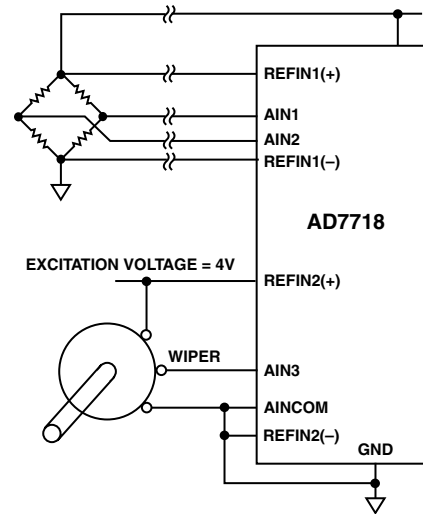 REFIN1(+)
AIN1
AIN2
REFIN1(–)
AD7718
EXCITATION VOLTAGE = 4V
REFIN2(+)
WIPER
AIN3
AINCOM
REFIN2(–)
GND